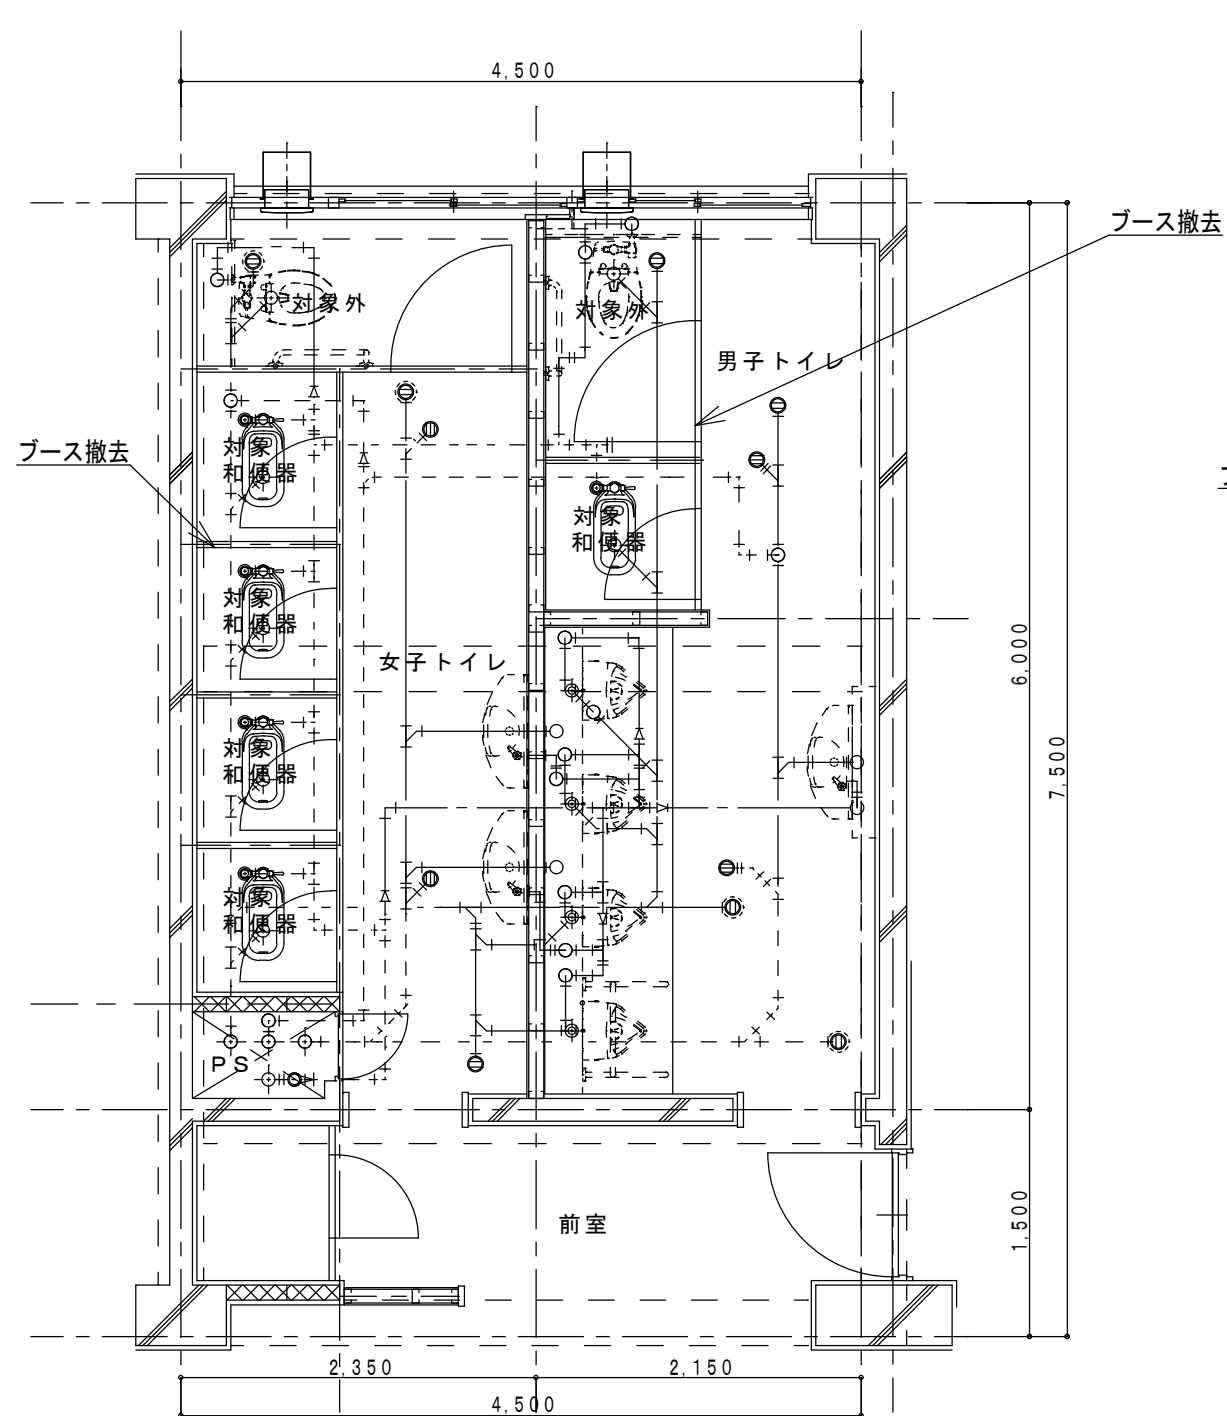 4,500
ブース撤去
対象外
対象外
男子トイレ
ブース撤去
対象
和便器
対象
和便器
対象
和便器
6,000
女子トイレ
対象
和便器
7,500
対象
和便器
PS
1,500
前室
2,350
2,150
4,500